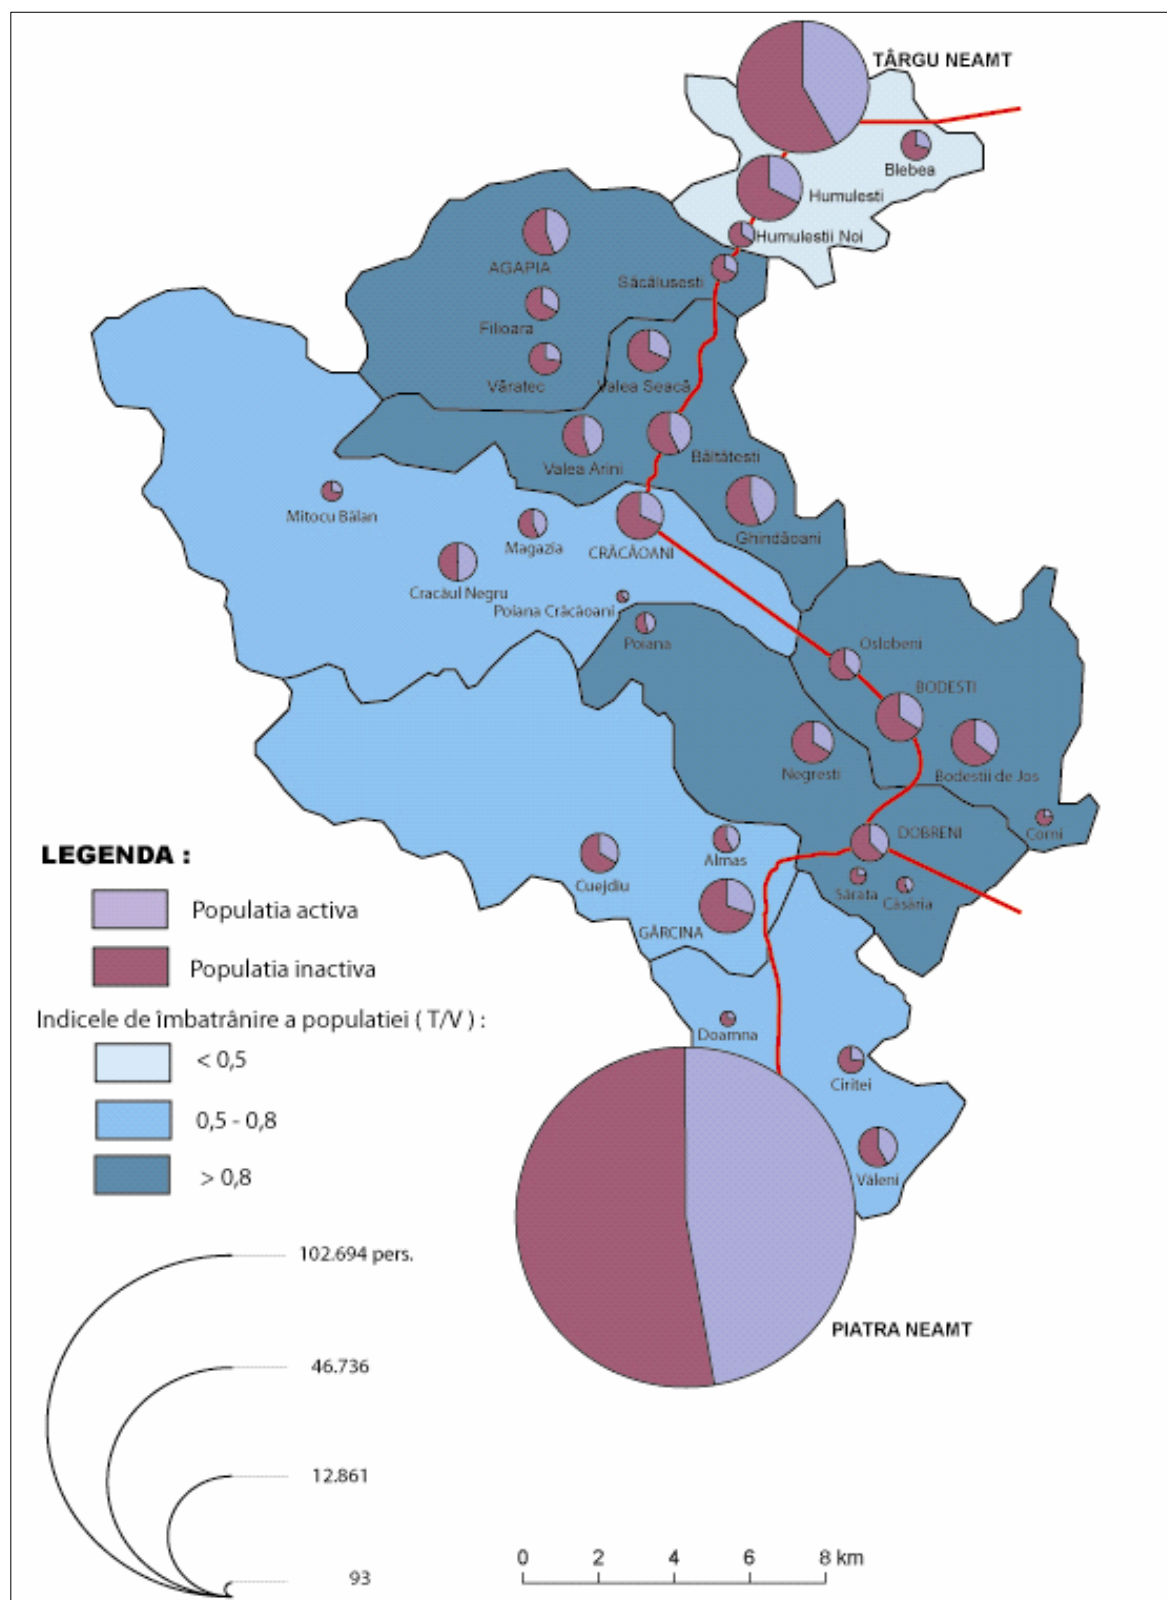 TÂRGU NEAMT
Blebea
Humulesti
Humulestii Noi
AGAPIA
Săcălusesti
Filioara
Văratec
Valea Seacă
Valea Arini
Băltătesti
Mitocu Bălan
Magazia
CRĂCĂOANI
Ghindăoani
Cracăul Negru
Poiana Crăcăoani
Poiana
Oslobeni
BODESTI
Negresti
Bodestii de Jos
Corni
DOBRENI
Almas
Cuejdiu
Sărata
Căsăria
GÂRCINA
Doamna
Ciritei
Văleni
PIATRA NEAMT
LEGENDA :
Populatia activa
Populatia inactiva
Indicele de îmbatrânire a populatiei ( T/V ) :
< 0,5
0,5 - 0,8
> 0,8
102.694 pers.
46.736
12.861
93
0 2 4 6 8 km